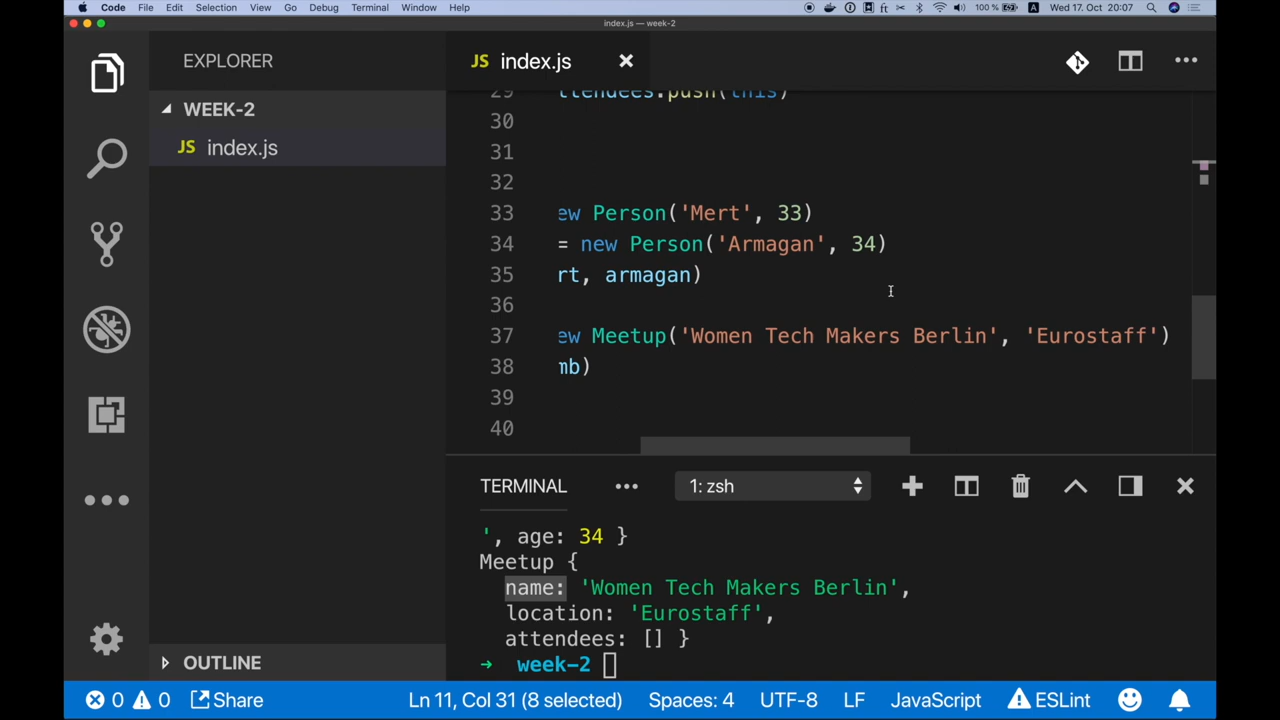 Code File Edit Selection View Go Debug Terminal Window Help 100 % A Wed 17. Oct 20:07
index.js — week-2
EXPLORER
JS index.js
WEEK-2
JS index.js
29 ttendees.push(this)
30
31
32
33 ew Person('Mert', 33)
34 = new Person('Armagan', 34)
35 rt, armagan)
36
37 ew Meetup('Women Tech Makers Berlin', 'Eurostaff')
38 mb)
39
40
TERMINAL
1: zsh
', age: 34 }
Meetup {
name: 'Women Tech Makers Berlin',
location: 'Eurostaff',
attendees: [] }
→ week-2
OUTLINE
0 0 Share Ln 11, Col 31 (8 selected) Spaces: 4 UTF-8 LF JavaScript ESLint